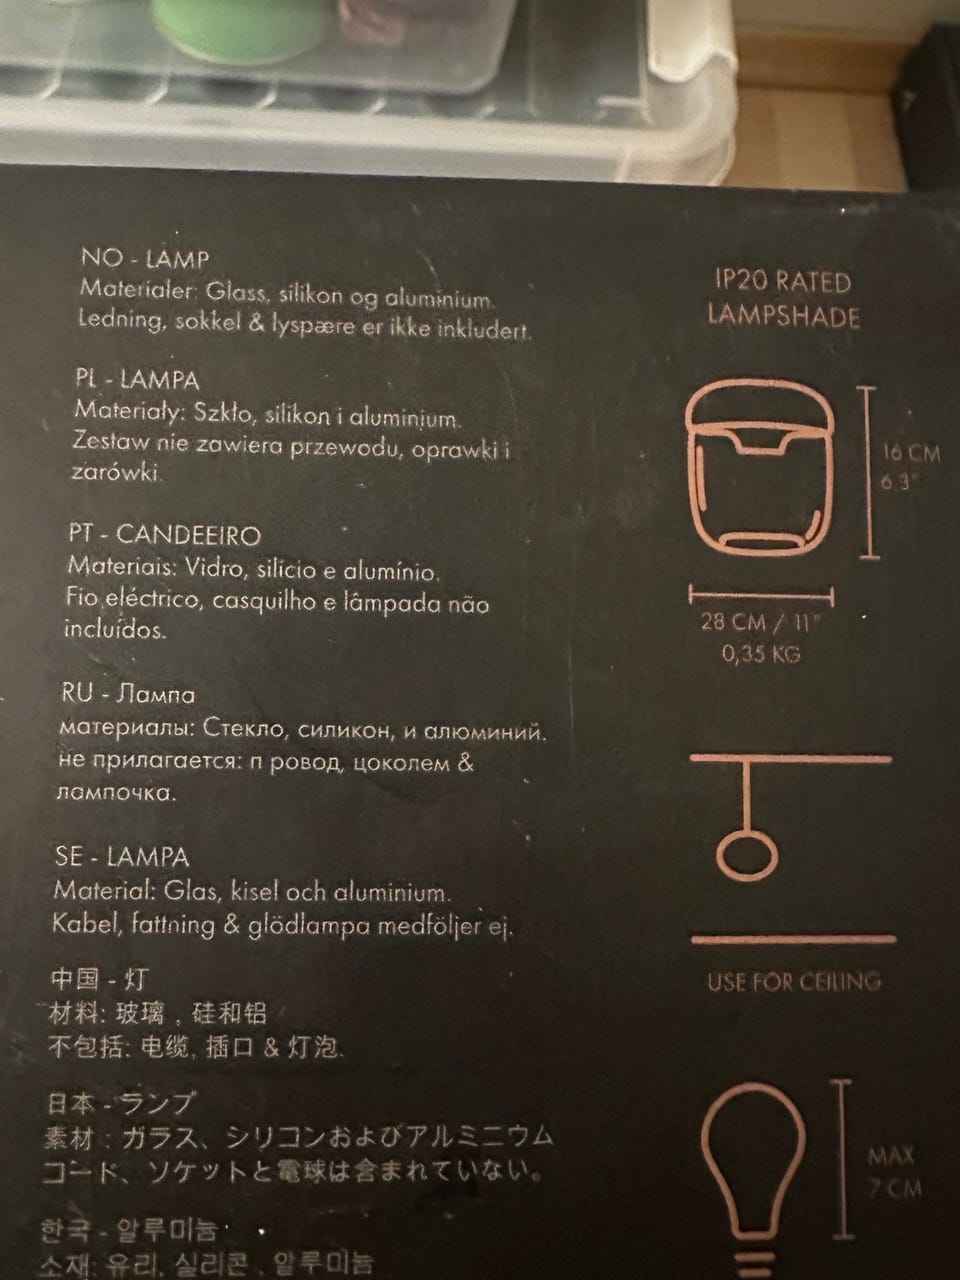 NO - LAMP
Materialer: Glass, silikon og aluminium.
Ledning, sokkel & lyspære er ikke inkludert.
PL - LAMPA
Materiały: Szkło, silikon i aluminium.
Zestaw nie zawiera przewodu, oprawki i
zarówki.
PT - CANDEEIRO
Materiais: Vidro, silício e alumínio.
Fio eléctrico, casquilho e lâmpada não
incluídos.
RU - Лампа
материалы: Стекло, силикон, и алюминий.
не прилагается: п ровод, цоколем &
лампочка.
SE - LAMPA
Material: Glas, kisel och aluminium.
Kabel, fattning & glödlampa medföljer ej.
中国 - 灯
材料: 玻璃 , 硅和铝
不包括: 电缆, 插口 & 灯泡.
日本 - ランプ
素材 : ガラス、シリコンおよびアルミニウム
コード、ソケットと電球は含まれていない。
한국 - 알루미늄
소재: 유리, 실리콘 , 알루미늄
IP20 RATED
LAMPSHADE
16 CM
6.3"
28 CM / 11"
0,35 KG
USE FOR CEILING
MAX
7 CM